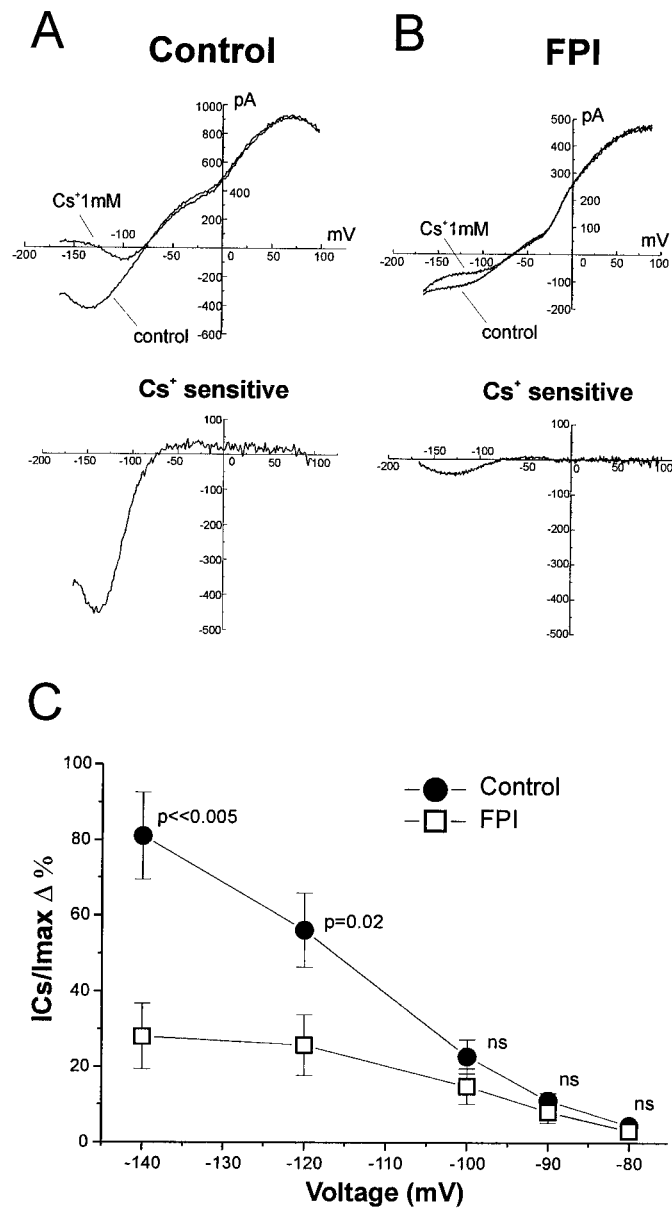 A Control
B FPI
1000 pA
800
600
400
200
Cs⁺1mM
-100
mV
-200 -150 -50 0 50 100
-200
-400
-600
control
500 pA
400
300
200
100
Cs⁺1mM
mV
-200 -150 -100 -50 0 50 100
-100
-200
control
Cs⁺ sensitive
100
-200 -150 -100 -50 0 50 100
-100
-200
-300
-400
-500
Cs⁺ sensitive
100
-200 -150 -100 -50 0 50 100
-100
-200
-300
-400
-500
C
100
80
60
40
20
0
ICs/Imax Δ %
Control
FPI
p<<0.005
p=0.02
ns
ns
ns
-140 -130 -120 -110 -100 -90 -80
Voltage (mV)